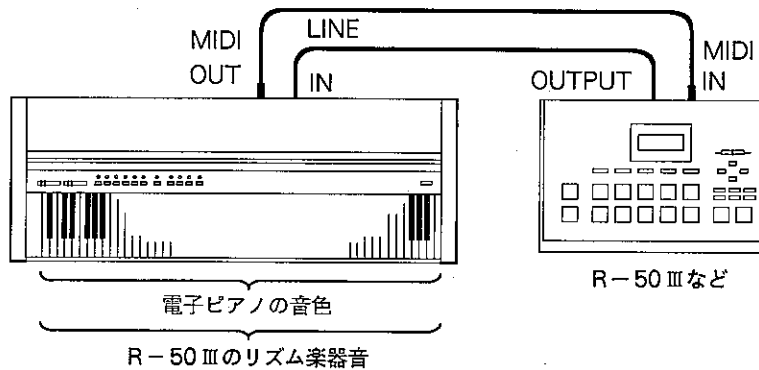 MIDI OUT
LINE IN
OUTPUT
MIDI IN
R－50Ⅲなど
電子ピアノの音色
R－50Ⅲのリズム楽器音